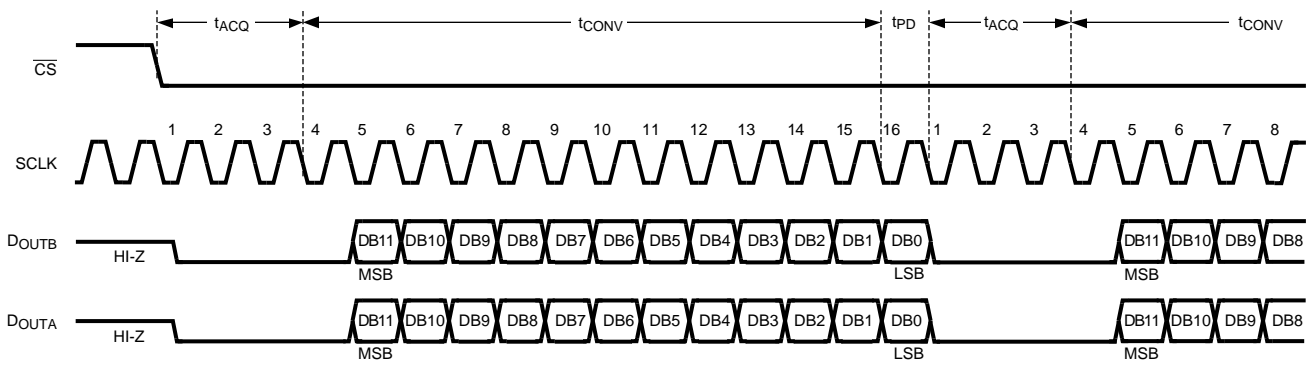 tACQ tCONV tPD tACQ tCONV
CS
1 2 3 4 5 6 7 8 9 10 11 12 13 14 15 16 1 2 3 4 5 6 7 8
SCLK
DOUTB DB11 DB10 DB9 DB8 DB7 DB6 DB5 DB4 DB3 DB2 DB1 DB0 DB11 DB10 DB9 DB8
HI-Z MSB LSB MSB
DOUTA DB11 DB10 DB9 DB8 DB7 DB6 DB5 DB4 DB3 DB2 DB1 DB0 DB11 DB10 DB9 DB8
HI-Z MSB LSB MSB